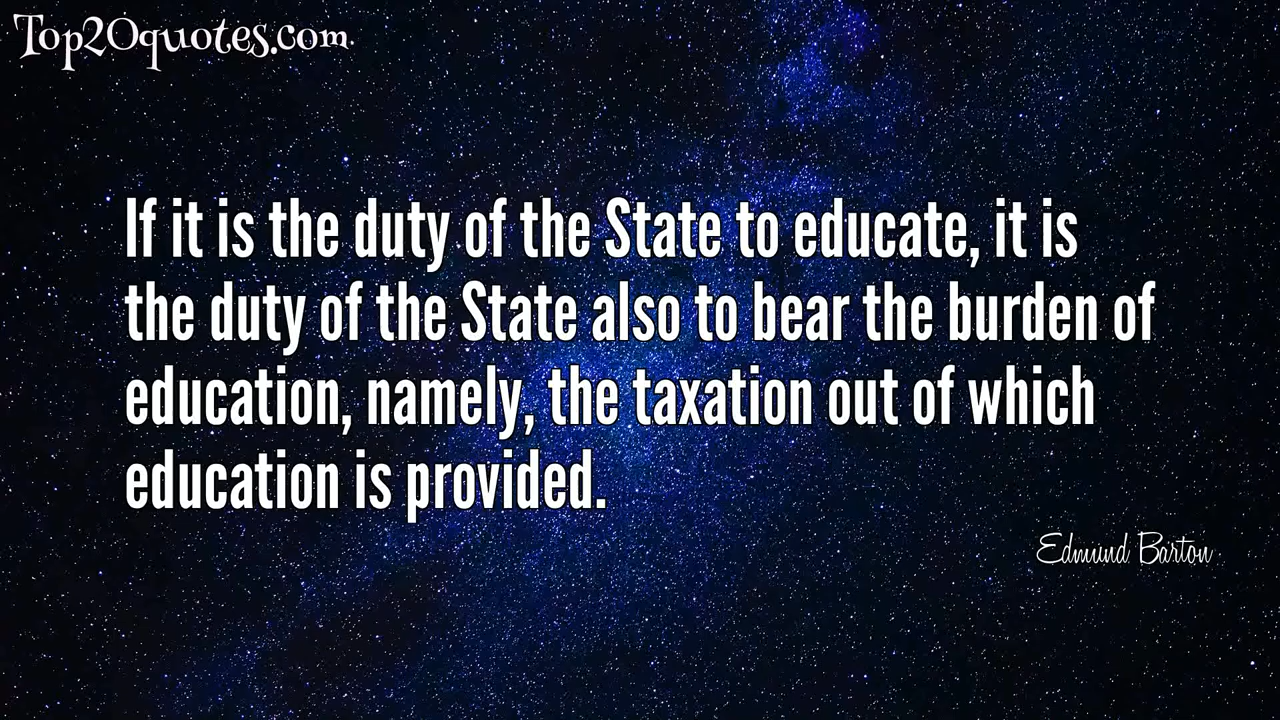 Top20quotes.com
If it is the duty of the State to educate, it is
the duty of the State also to bear the burden of
education, namely, the taxation out of which
education is provided.
Edmund Barton